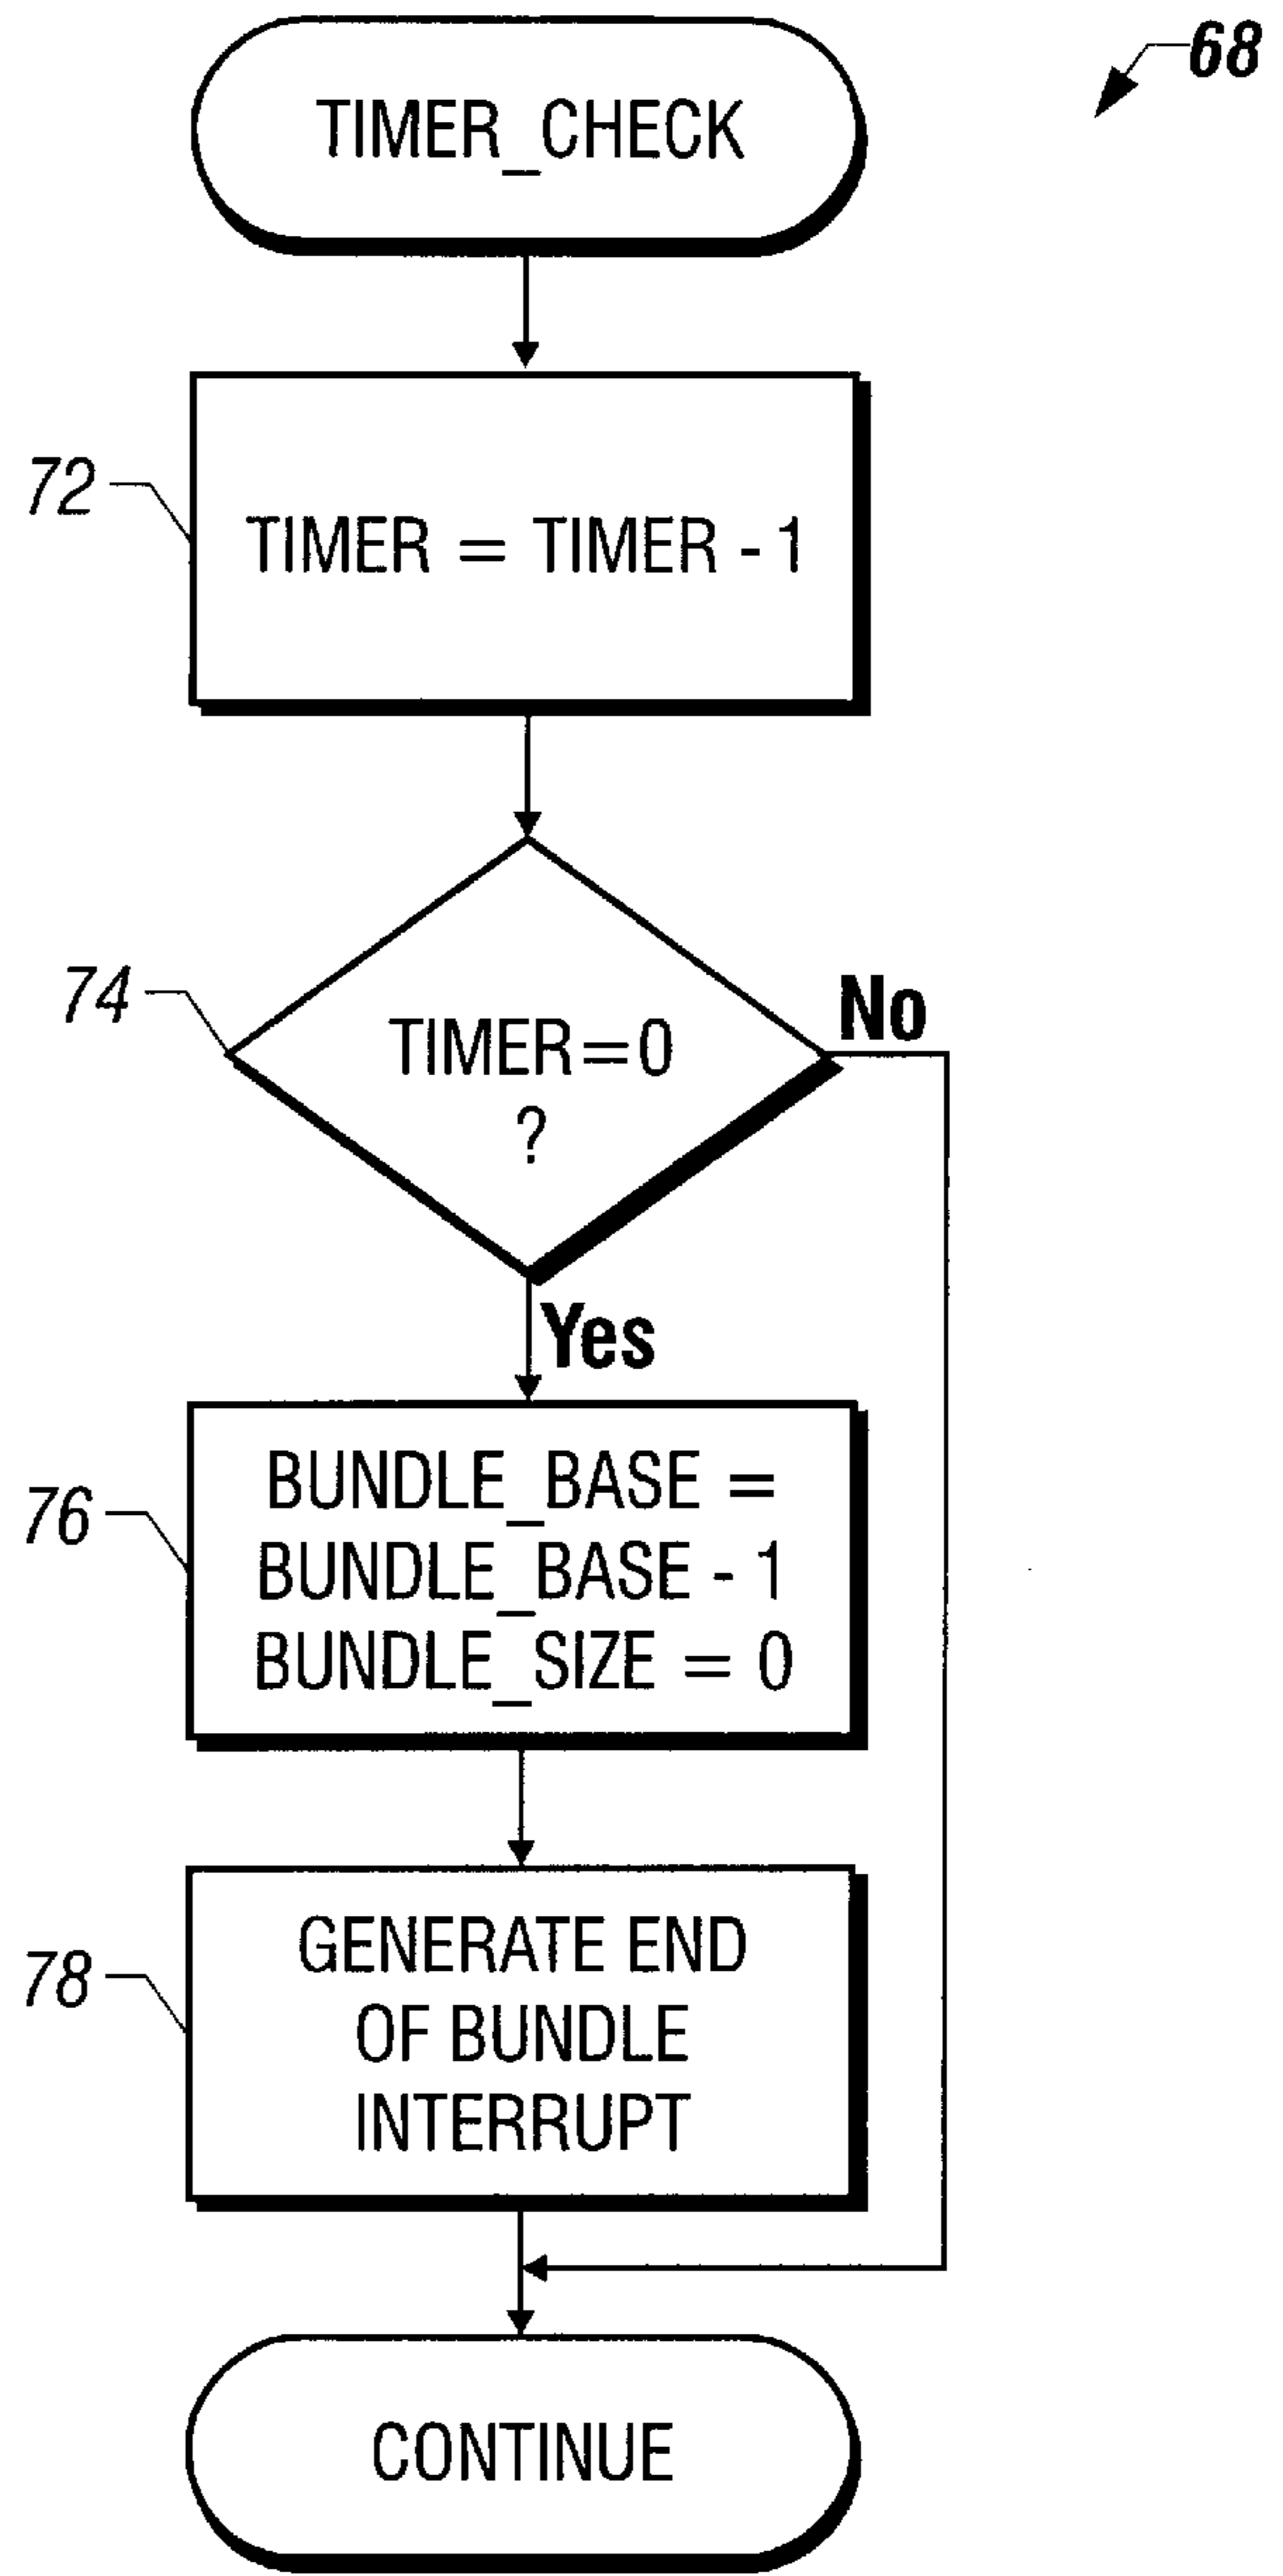 68
TIMER_CHECK
72
TIMER = TIMER - 1
74
TIMER=0
?
No
Yes
76
BUNDLE_BASE =
BUNDLE_BASE - 1
BUNDLE_SIZE = 0
78
GENERATE END
OF BUNDLE
INTERRUPT
CONTINUE